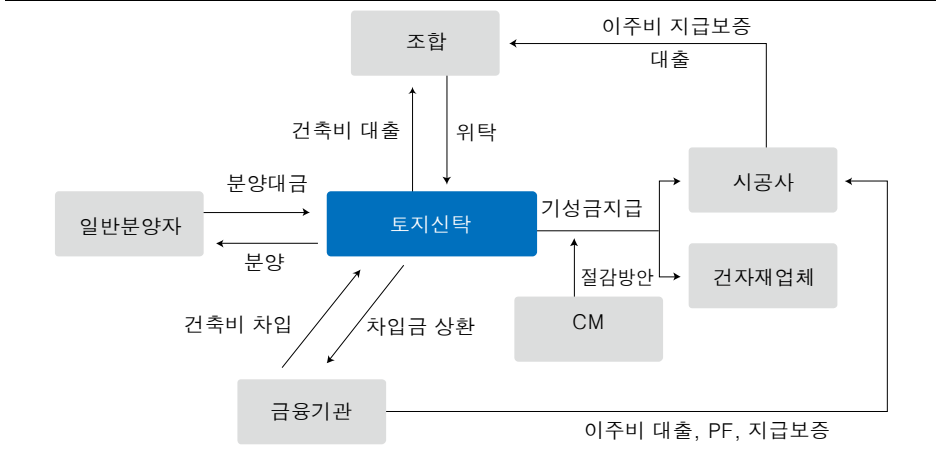 이주비 지급보증
조합
대출
건축비 대출
위탁
분양대금
시공사
일반분양자
토지신탁
기성금지급
분양
절감방안
건자재업체
건축비 차입
차입금 상환
CM
금융기관
이주비 대출, PF, 지급보증